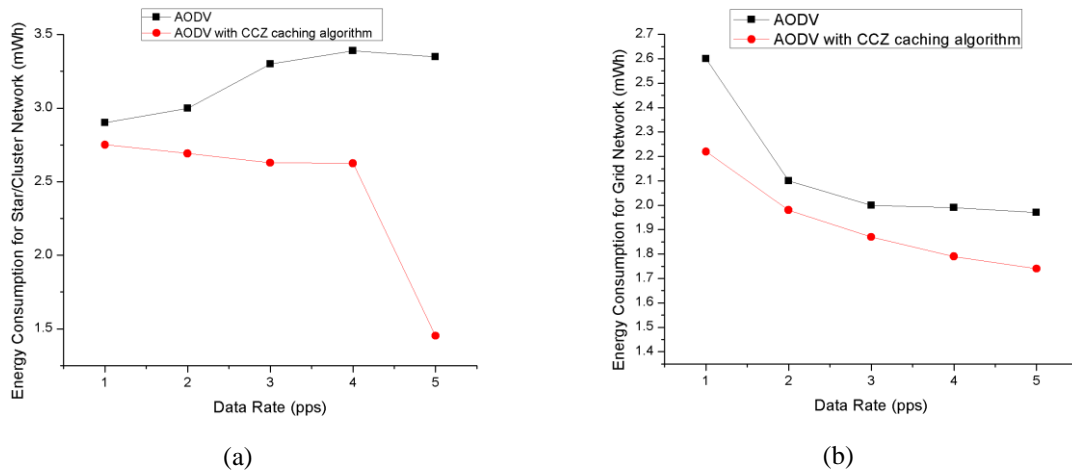 AODV
AODV with CCZ caching algorithm
Energy Consumption for Star/Cluster Network (mWh)
3.5
3.0
2.5
2.0
1.5
1
2
3
4
5
Data Rate (pps)
(a)
AODV
AODV with CCZ caching algorithm
Energy Consumption for Grid Network (mWh)
2.7
2.6
2.5
2.4
2.3
2.2
2.1
2.0
1.9
1.8
1.7
1.6
1.5
1.4
1
2
3
4
5
Data Rate (pps)
(b)